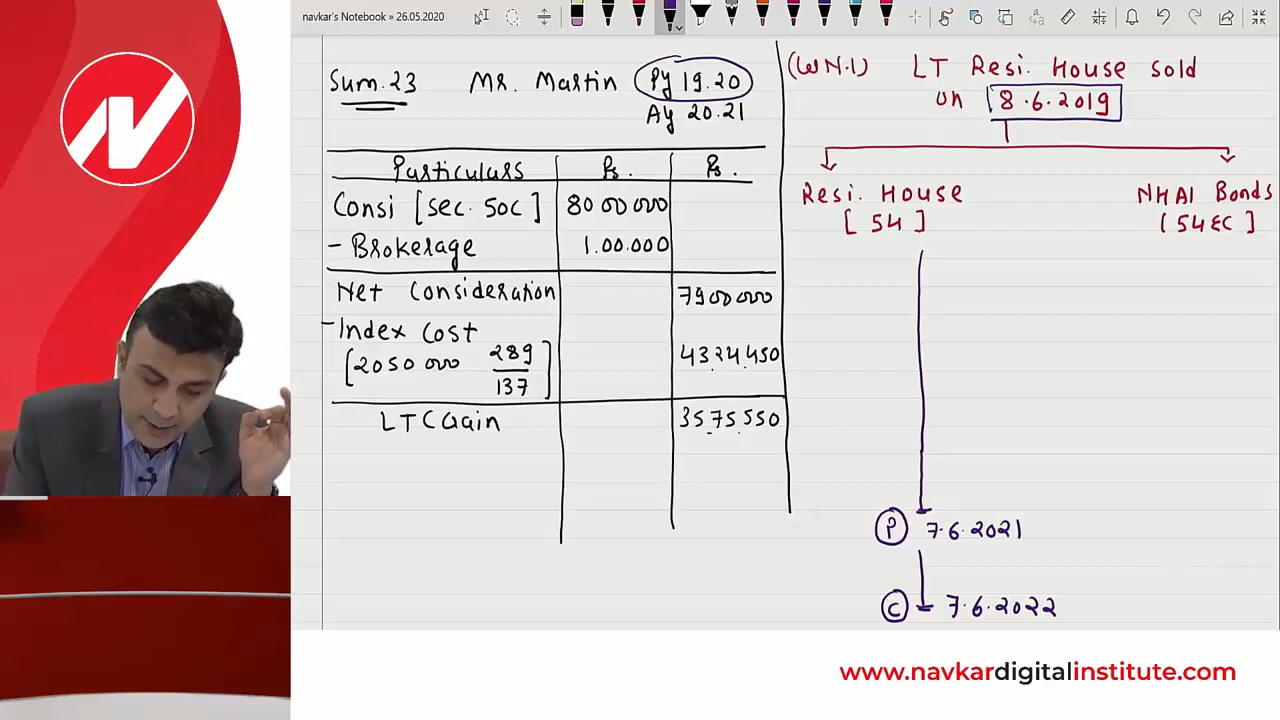 navkar's Notebook » 26.05.2020
Sum.23 Mr. Martin Py 19.20
Ay 20.21
Particulars Rs. Rs.
Consi [sec. 50C] 80 00 000
- Brokerage 1.00.000
Net Consideration 79 00 000
- Index Cost
[2050 000 289/137] 43.24.450
LTCGain 35.75.550
(WN.1) LT Resi. House sold
on 8.6.2019
Resi. House
[54]
NHAI Bonds
(54EC]
P 7.6.2021
C 7.6.2022
www.navkardigitalinstitute.com